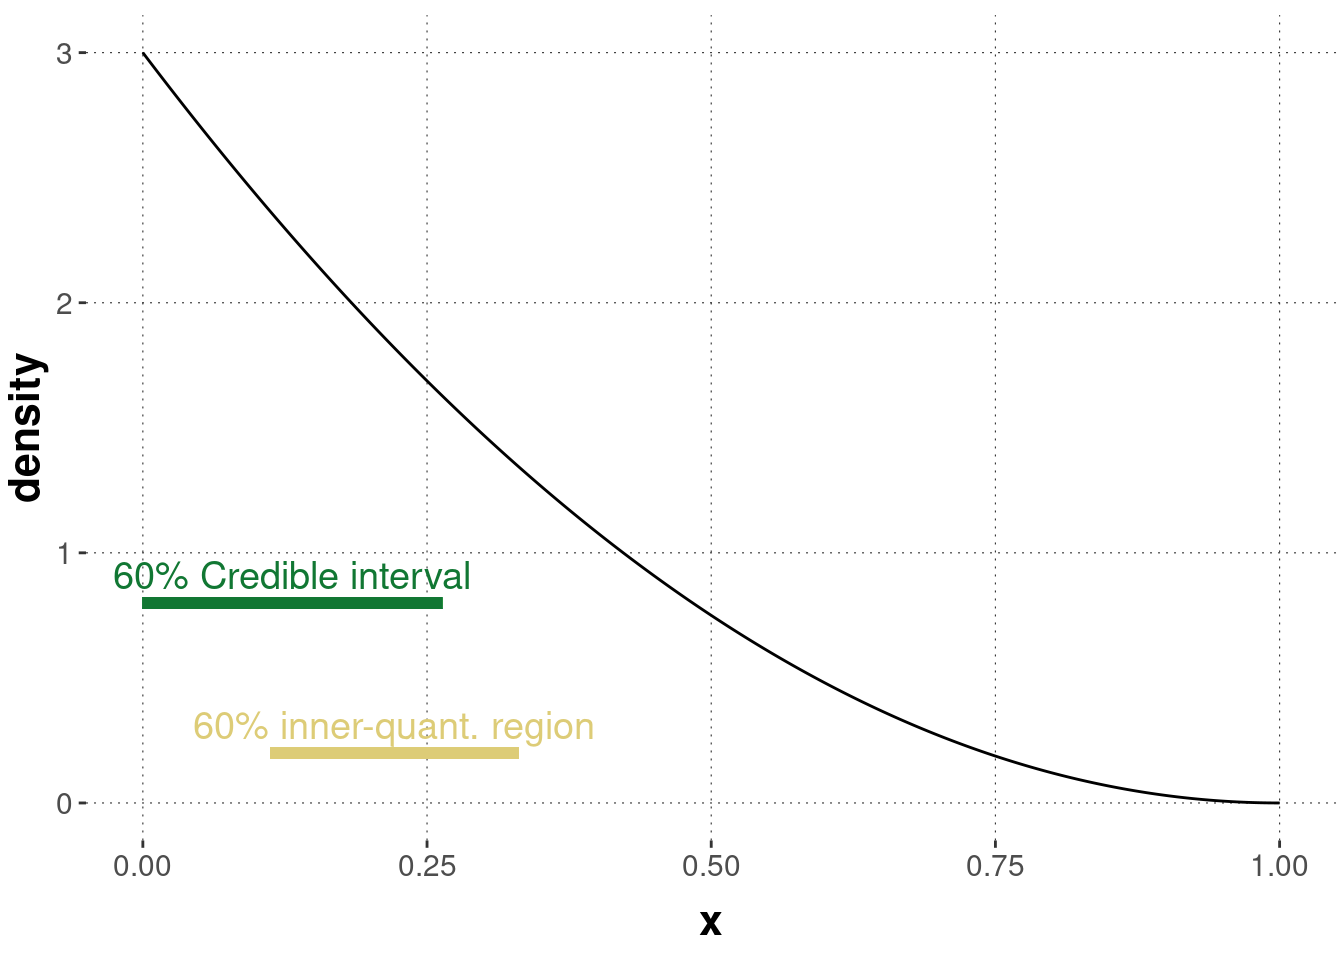 3
2
density
1
60% Credible interval
60% inner-quant. region
0
0.00 0.25 0.50 0.75 1.00
x